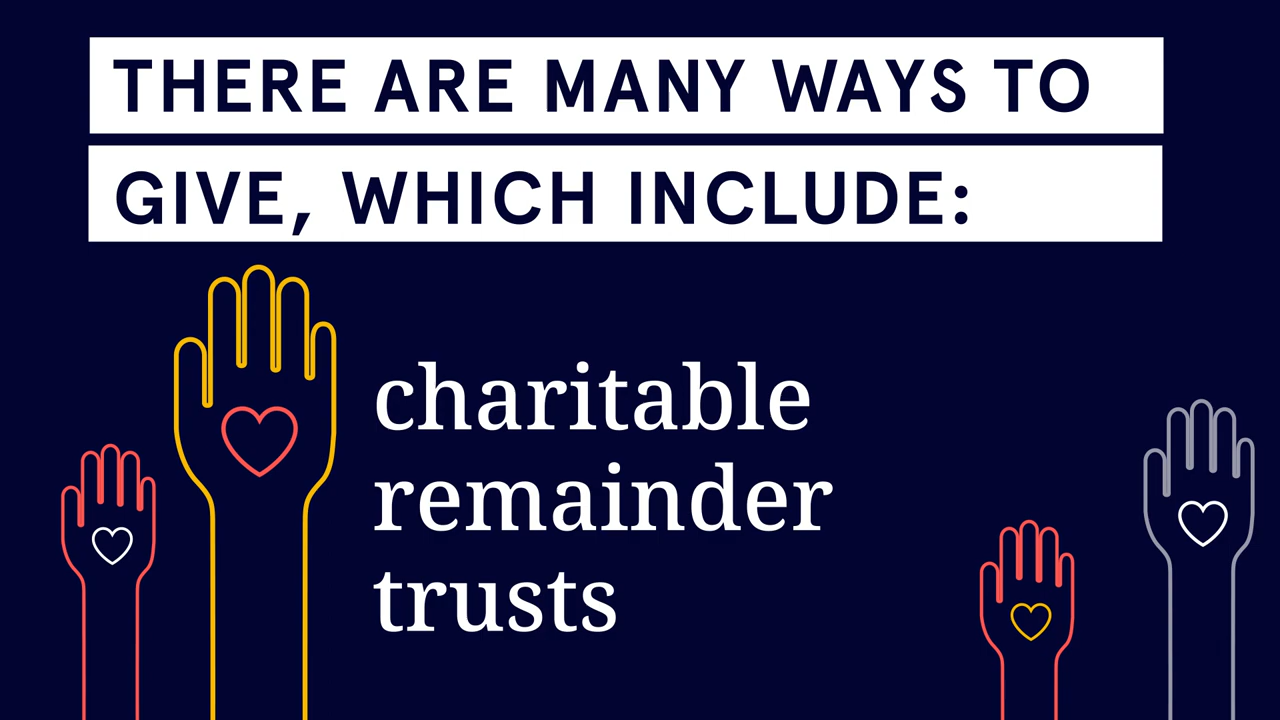 THERE ARE MANY WAYS TO
GIVE, WHICH INCLUDE:
charitable
remainder
trusts